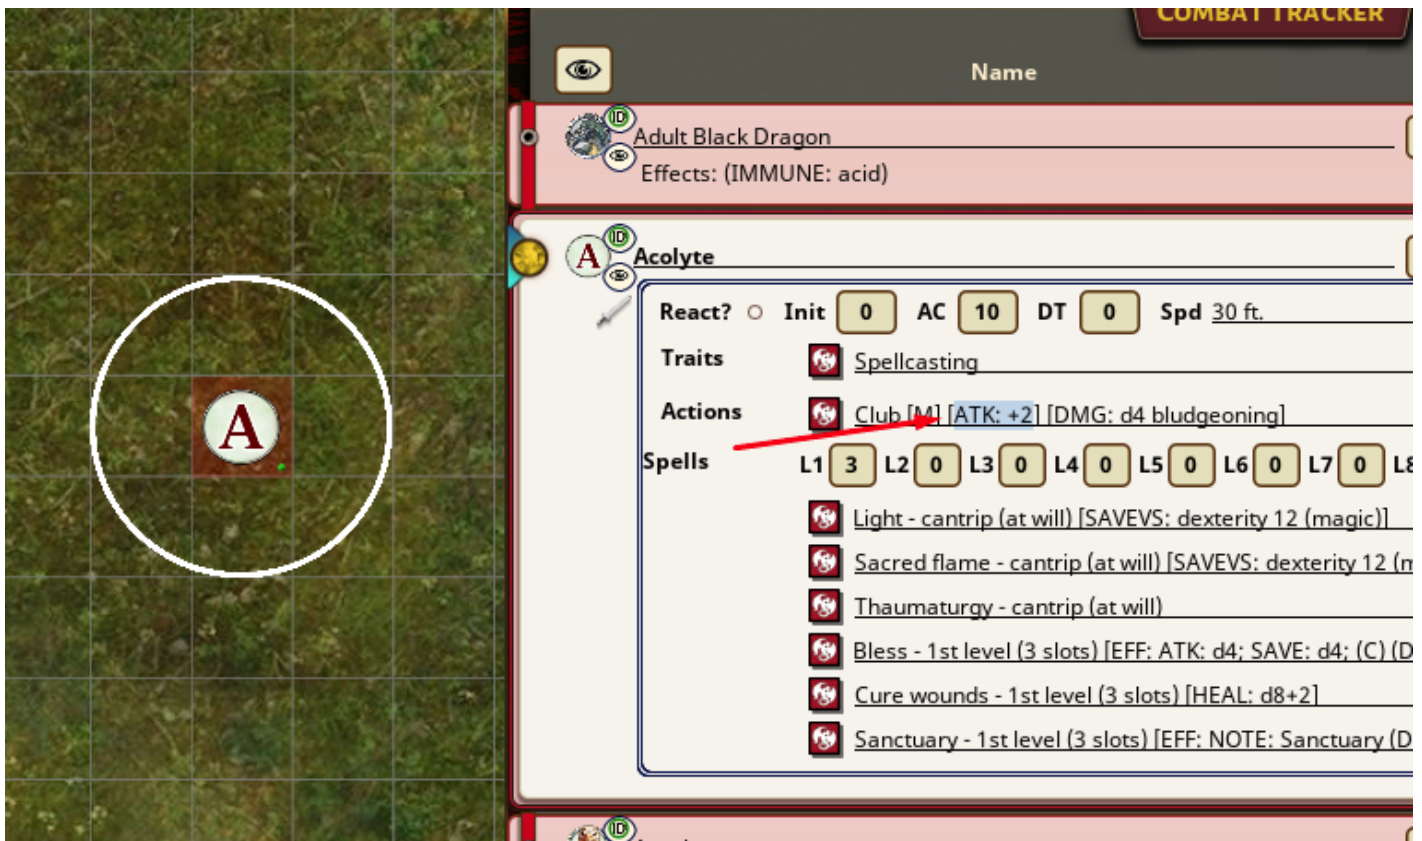 COMBAT TRACKER
Name
ID
Adult Black Dragon
Effects: (IMMUNE: acid)
ID
A Acolyte
React? Init 0 AC 10 DT 0 Spd 30 ft.
Traits Spellcasting
A
Actions Club [M] [ATK: +2] [DMG: d4 bludgeoning]
Spells L1 3 L2 0 L3 0 L4 0 L5 0 L6 0 L7 0
Light - cantrip (at will) [SAVEVS: dexterity 12 (magic)]
Sacred flame - cantrip (at will) [SAVEVS: dexterity 12
Thaumaturgy - cantrip (at will)
Bless - 1st level (3 slots) [EFF: ATK: d4; SAVE: d4; (C) (D
Cure wounds - 1st level (3 slots) [HEAL: d8+2]
Sanctuary - 1st level (3 slots) [EFF: NOTE: Sanctuary (D
ID